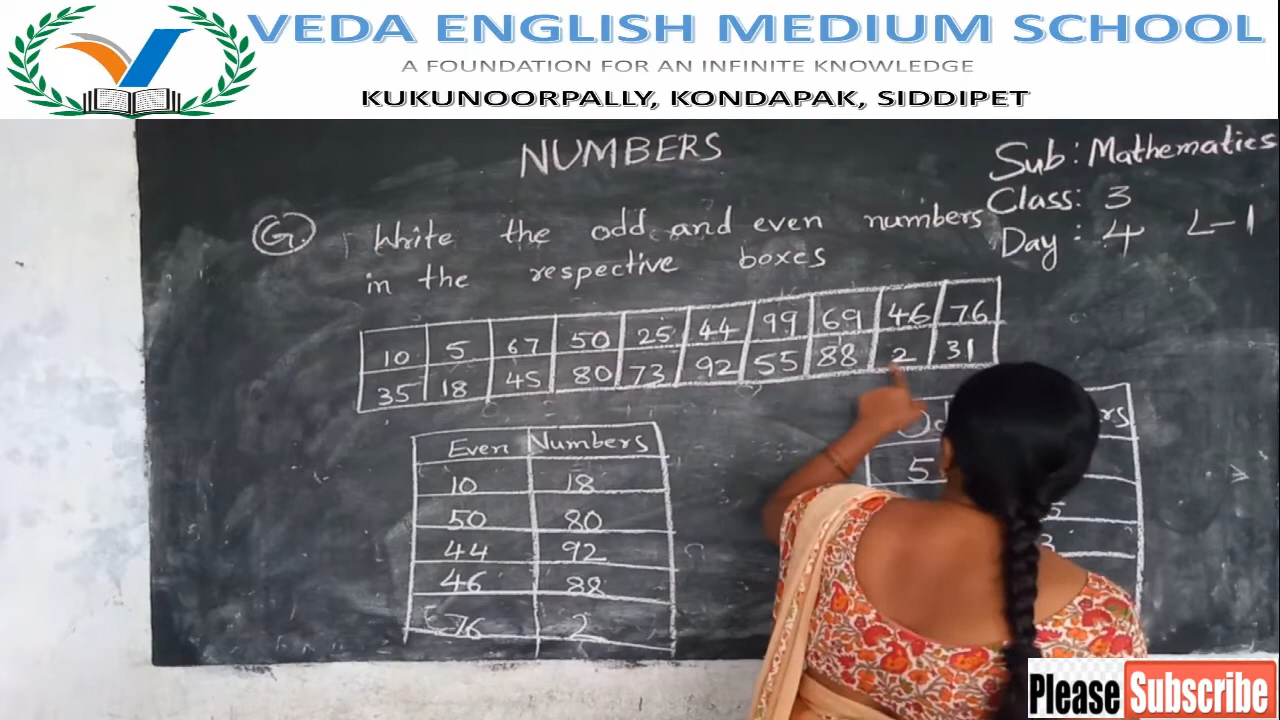 VEDA ENGLISH MEDIUM SCHOOL
A FOUNDATION FOR AN INFINITE KNOWLEDGE
KUKUNOORPALLY, KONDAPAK, SIDDIPET
NUMBERS
Sub: Mathematics
Class: 3
Day: 4 L-1
G. Write the odd and even numbers
in the respective boxes
10 5 67 50 25 44 99 69 46 76
35 18 45 80 73 92 55 88 2 31
Even Numbers
10 18
50 80
44 92
46 88
76 2
5
Please Subscribe